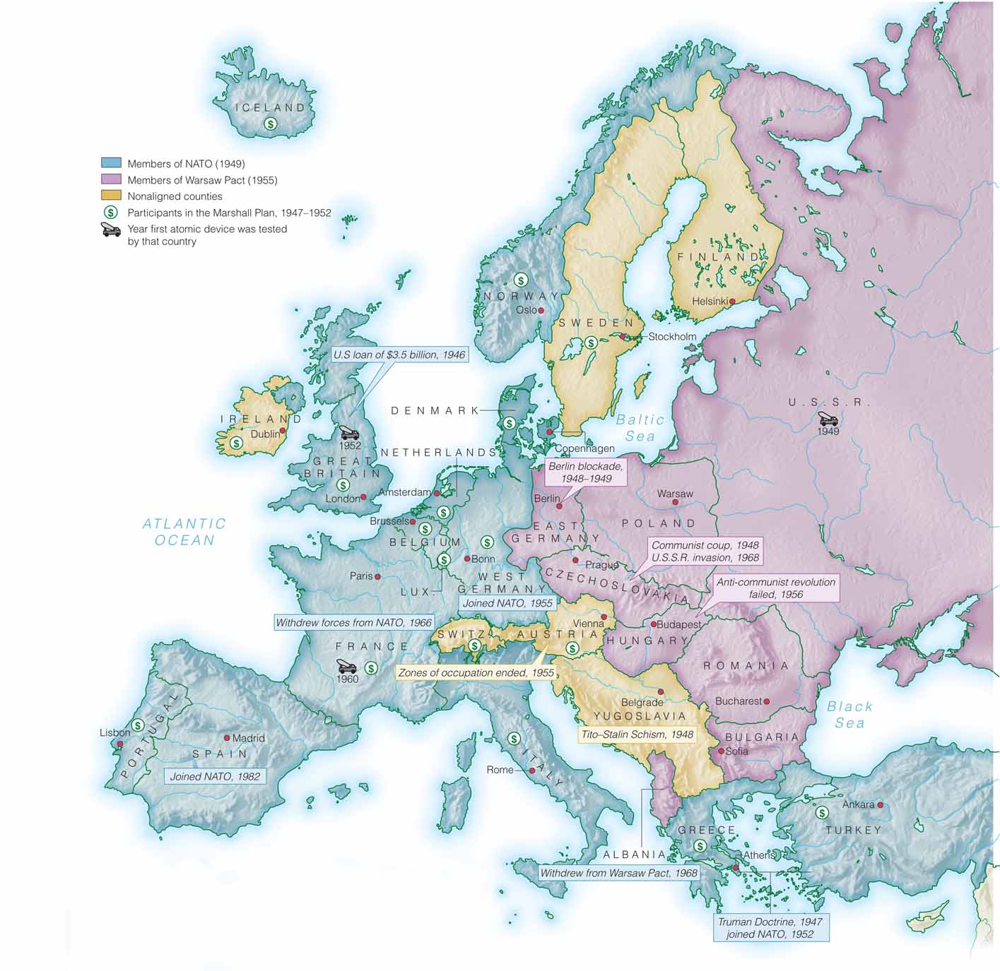 ICELAND
$
Members of NATO (1949)
Members of Warsaw Pact (1955)
Nonaligned counties
$ Participants in the Marshall Plan, 1947–1952
Year first atomic device was tested
by that country
FINLAND
Helsinki
$
NORWAY
Oslo
SWEDEN
$
Stockholm
U.S loan of $3.5 billion, 1946
DENMARK
$
Copenhagen
Baltic
Sea
U.S.S.R.
1949
IRELAND
Dublin
$
1952
GREAT
BRITAIN
$
London
NETHERLANDS
Amsterdam
$
Berlin blockade,
1948–1949
Berlin
Warsaw
EAST
GERMANY
POLAND
ATLANTIC
OCEAN
Brussels
$
BELGIUM
$
$
Bonn
Paris
LUX.
WEST
GERMANY
Joined NATO, 1955
Prague
CZECHOSLOVAKIA
Communist coup, 1948
U.S.S.R. invasion, 1968
Anti-communist revolution
failed, 1956
Withdrew forces from NATO, 1966
SWITZ.
$
AUSTRIA
$
Vienna
Budapest
HUNGARY
FRANCE
1960
$
Zones of occupation ended, 1955
ROMANIA
Bucharest
Belgrade
YUGOSLAVIA
Tito–Stalin Schism, 1948
Black
Sea
BULGARIA
Sofia
PORTUGAL
$
Lisbon
Madrid
SPAIN
Joined NATO, 1982
$
ITALY
Rome
Ankara
$
TURKEY
GREECE
$
Athens
ALBANIA
Withdrew from Warsaw Pact, 1968
Truman Doctrine, 1947
joined NATO, 1952